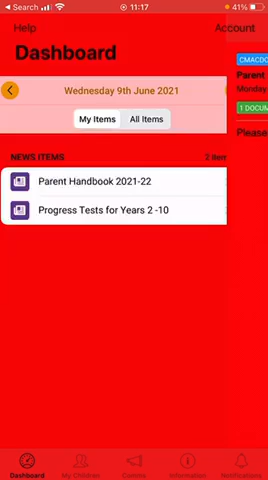 Search
11:17
Help
Account
Dashboard
Wednesday 9th June 2021
My Items
All Items
NEWS ITEMS
2 Item
Parent Handbook 2021-22
Progress Tests for Years 2 -10
CMACDO
Parent
Monday
1 DOCUM
Please
Dashboard
My Children
Comms
Information
Notifications